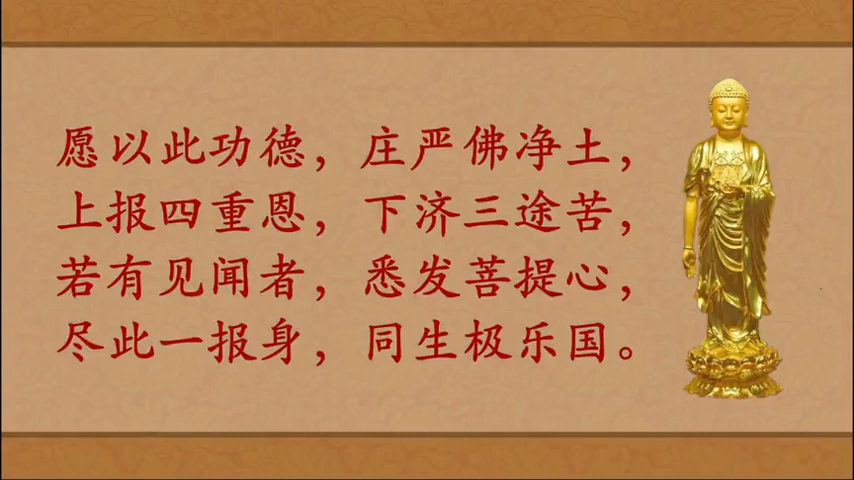 愿以此功德，庄严佛净土，
上报四重恩，下济三途苦，
若有见闻者，悉发菩提心，
尽此一报身，同生极乐国。